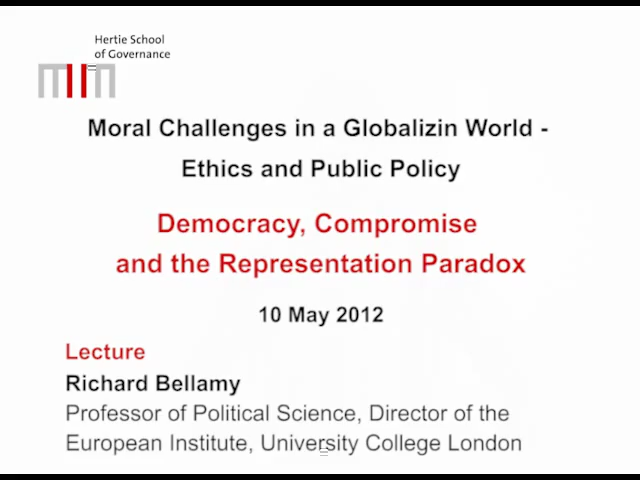 Hertie School
of Governance
Moral Challenges in a Globalizin World -
Ethics and Public Policy
Democracy, Compromise
and the Representation Paradox
10 May 2012
Lecture
Richard Bellamy
Professor of Political Science, Director of the
European Institute, University College London